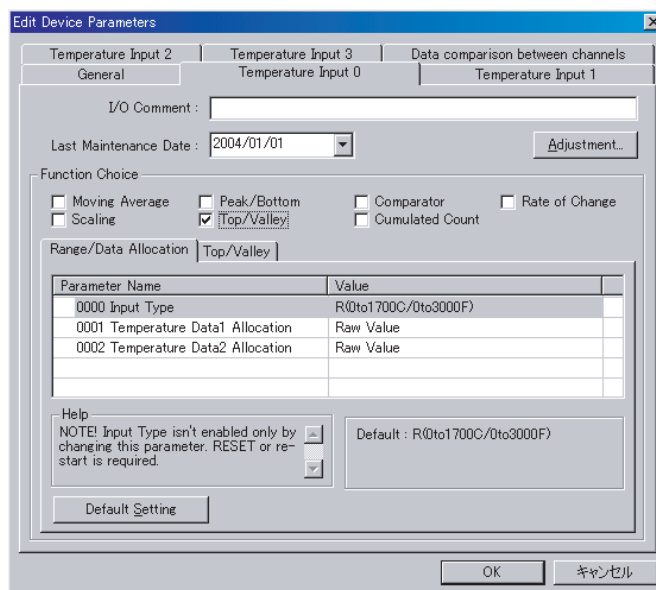 Edit Device Parameters
Temperature Input 2 Temperature Input 3 Data comparison between channels
General Temperature Input 0 Temperature Input 1
I/O Comment :
Last Maintenance Date : 2004/01/01 Adjustment...
Function Choice
Moving Average Peak/Bottom Comparator Rate of Change
Scaling Top/Valley Cumulated Count
Range/Data Allocation Top/Valley
Parameter Name Value
0000 Input Type R(0to1700C/0to3000F)
0001 Temperature Data1 Allocation Raw Value
0002 Temperature Data2 Allocation Raw Value
Help
NOTE! Input Type isn't enabled only by
changing this parameter. RESET or re-
start is required.
Default : R(0to1700C/0to3000F)
Default Setting
OK キャンセル